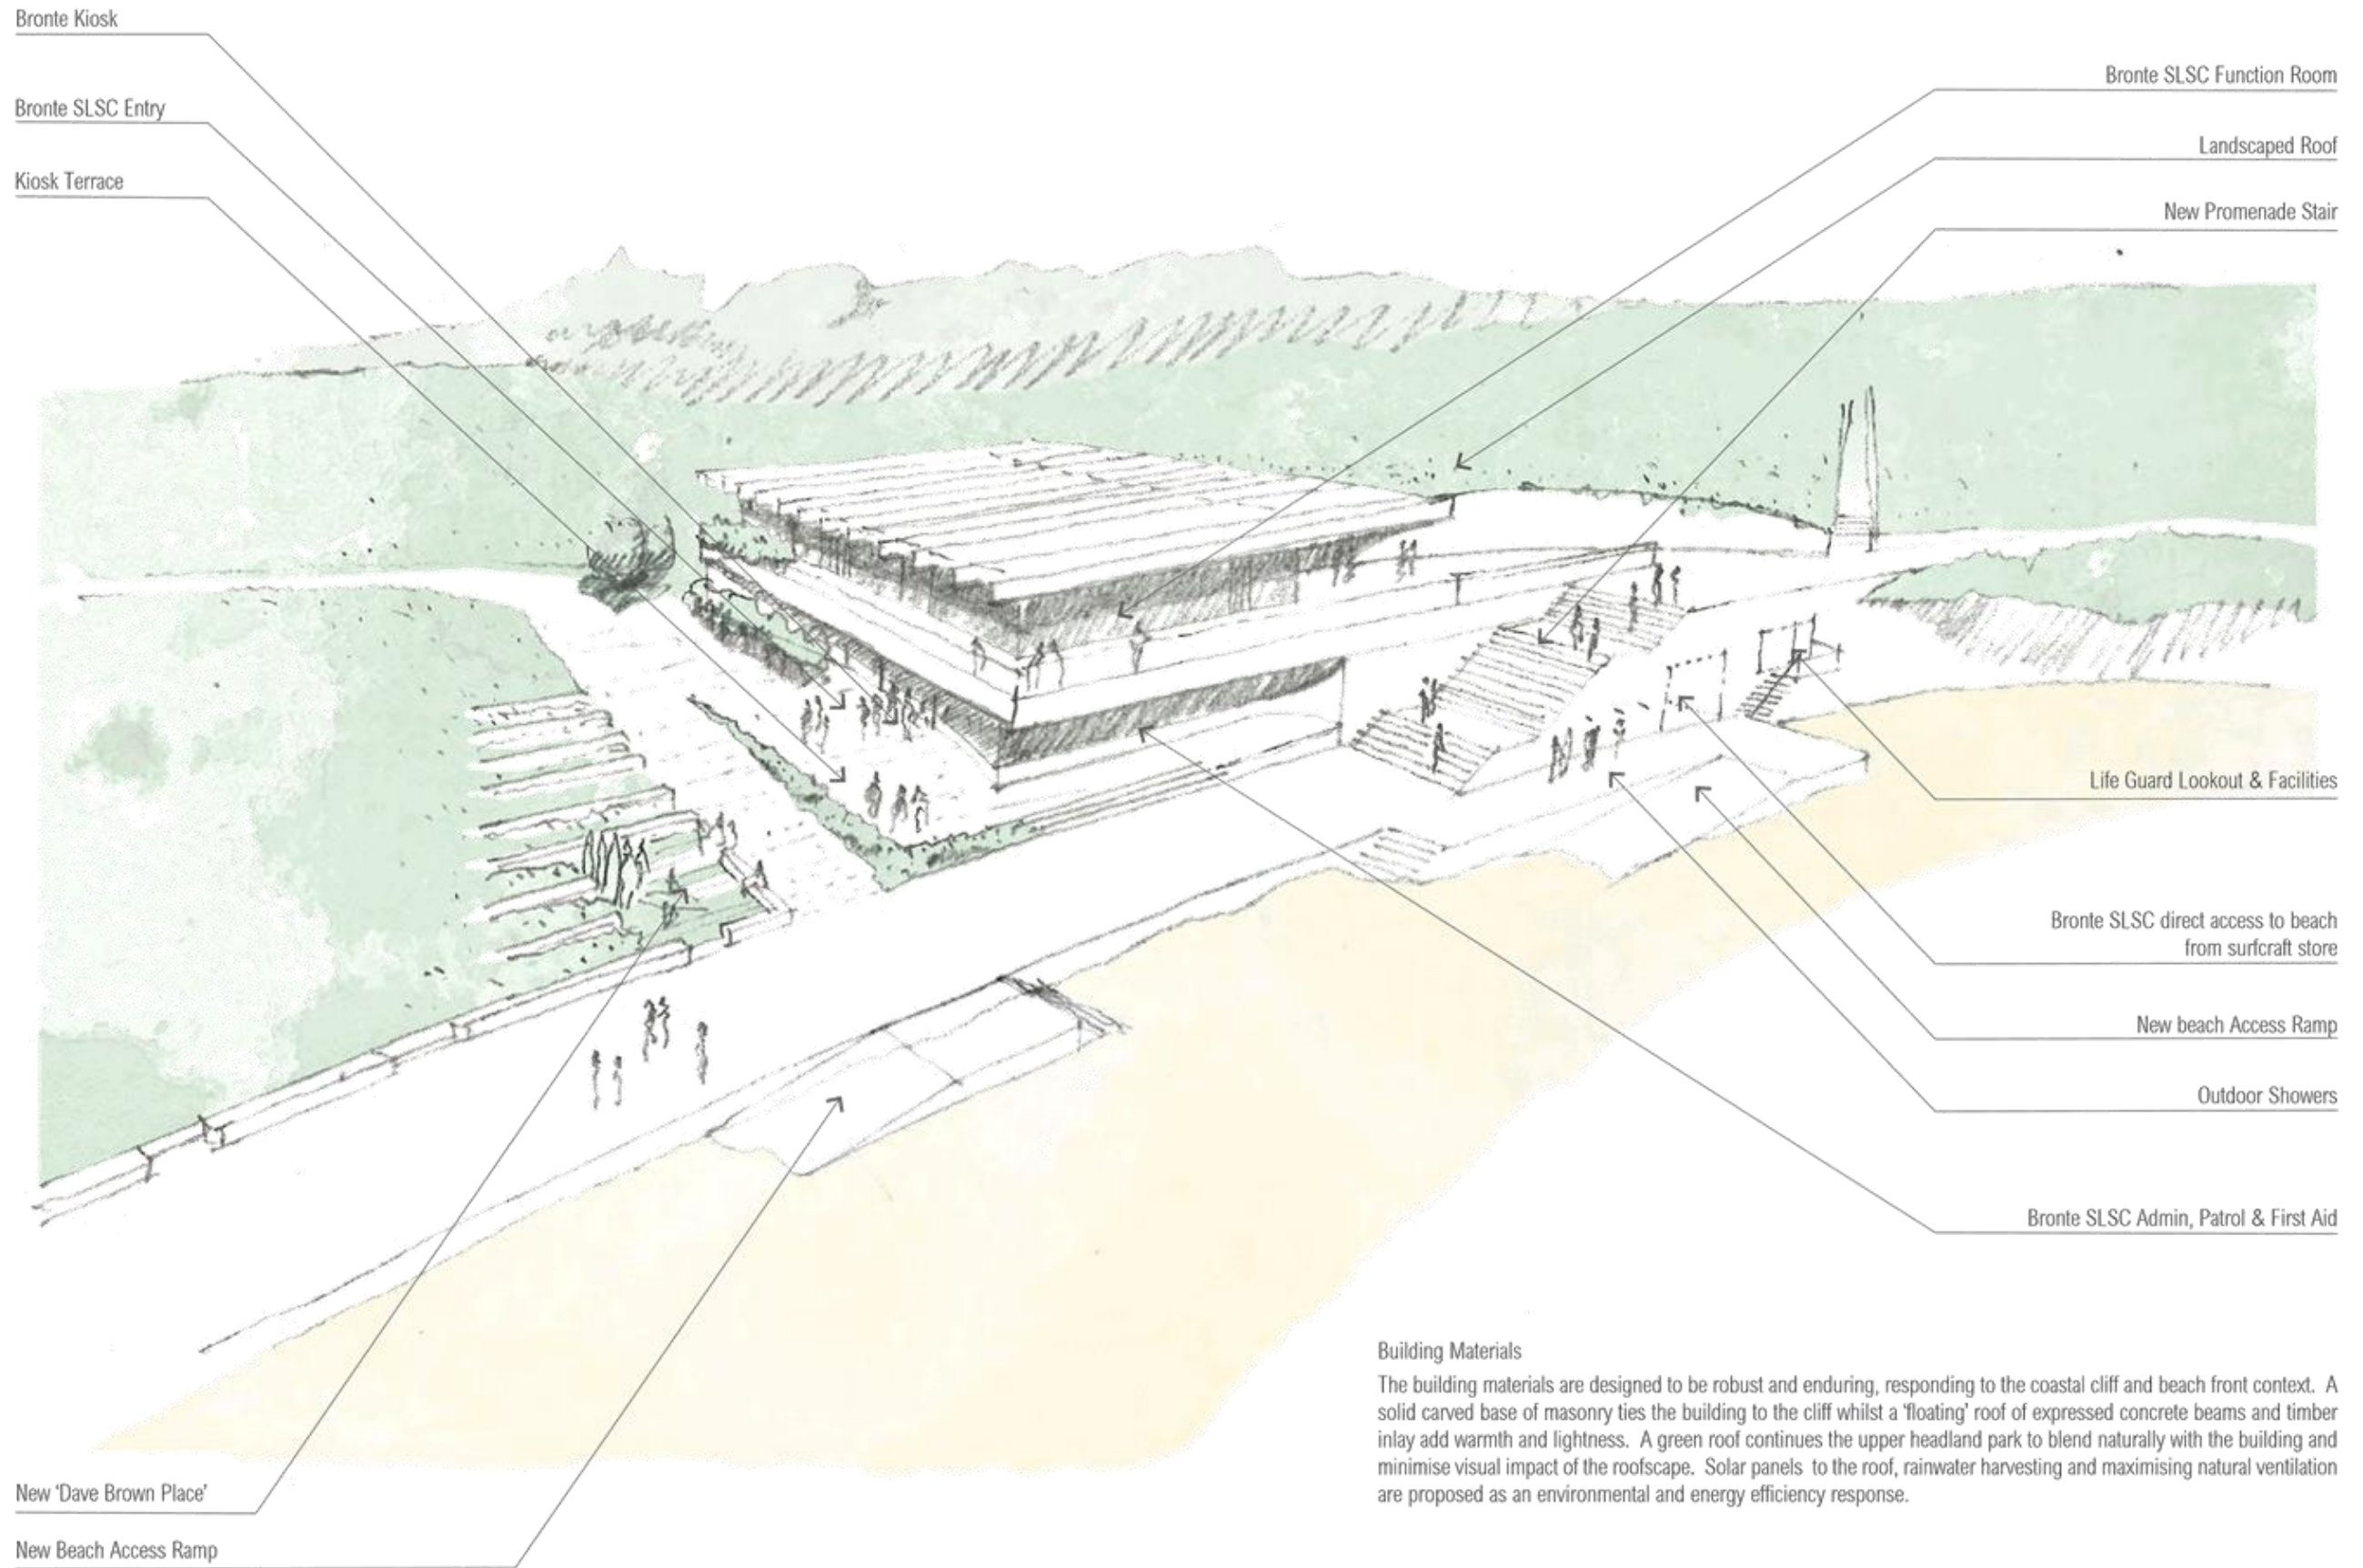 Bronte Kiosk
Bronte SLSC Entry
Kiosk Terrace
Bronte SLSC Function Room
Landscaped Roof
New Promenade Stair
Life Guard Lookout & Facilities
Bronte SLSC direct access to beach
from surfcraft store
New beach Access Ramp
Outdoor Showers
Bronte SLSC Admin, Patrol & First Aid
Building Materials
The building materials are designed to be robust and enduring, responding to the coastal cliff and beach front context. A
solid carved base of masonry ties the building to the cliff whilst a 'floating' roof of expressed concrete beams and timber
inlay add warmth and lightness. A green roof continues the upper headland park to blend naturally with the building and
minimise visual impact of the roofscape. Solar panels to the roof, rainwater harvesting and maximising natural ventilation
are proposed as an environmental and energy efficiency response.
New 'Dave Brown Place'
New Beach Access Ramp